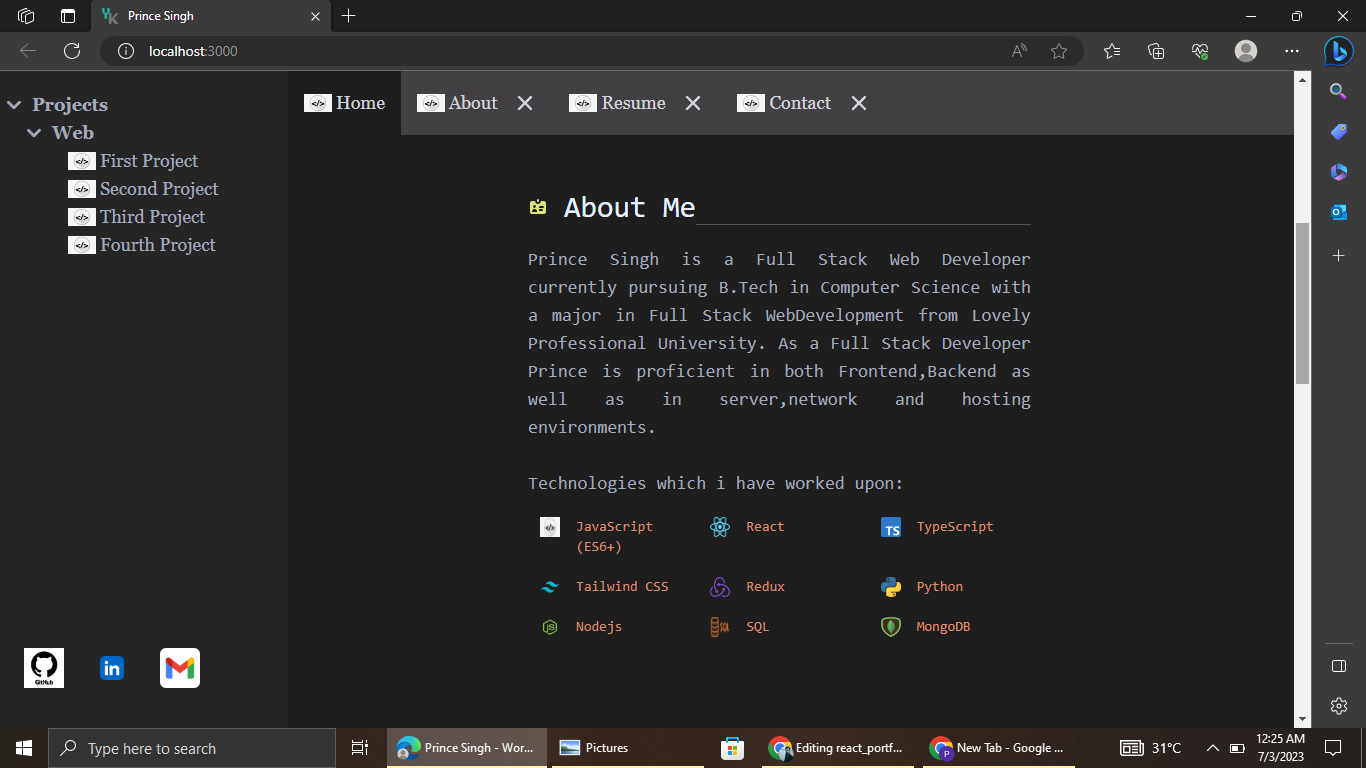 Prince Singh
localhost:3000
Projects
Web
First Project
Second Project
Third Project
Fourth Project
GitHub
Home
About
Resume
Contact
About Me
Prince Singh is a Full Stack Web Developer
currently pursuing B.Tech in Computer Science with
a major in Full Stack WebDevelopment from Lovely
Professional University. As a Full Stack Developer
Prince is proficient in both Frontend,Backend as
well as in server,network and hosting
environments.
Technologies which i have worked upon:
JavaScript
(ES6+)
React
TS TypeScript
Tailwind CSS
Redux
Python
Nodejs
SQL
MongoDB
Type here to search
Prince Singh - Wor...
Pictures
Editing react_portf...
New Tab - Google ...
31°C
12:25 AM
7/3/2023